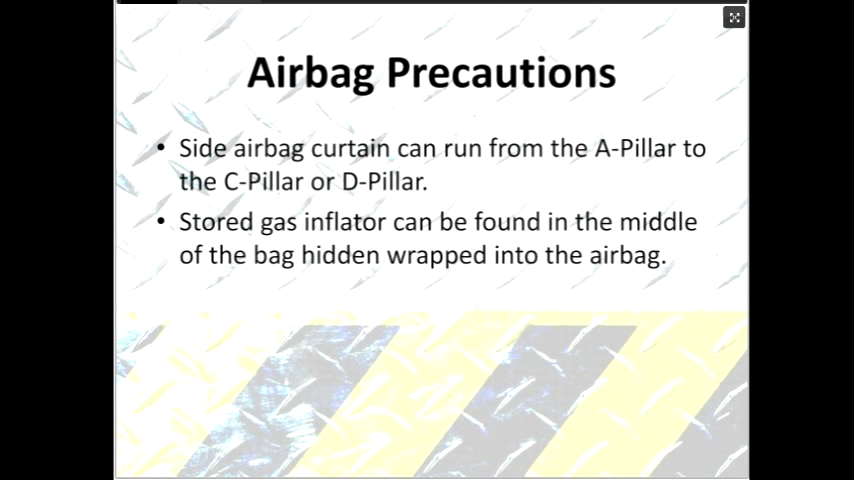 Airbag Precautions
• Side airbag curtain can run from the A-Pillar to
the C-Pillar or D-Pillar.
• Stored gas inflator can be found in the middle
of the bag hidden wrapped into the airbag.